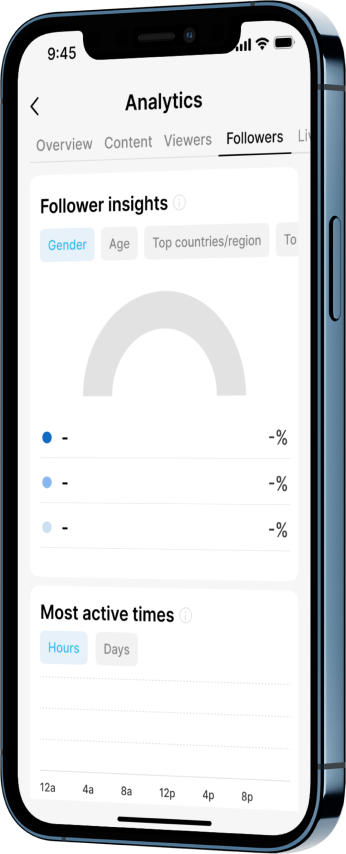 9:45
Analytics
Overview Content Viewers Followers Li
Follower insights
Gender Age Top countries/region To
- -%
- -%
- -%
Most active times
Hours Days
12a 4a 8a 12p 4p 8p